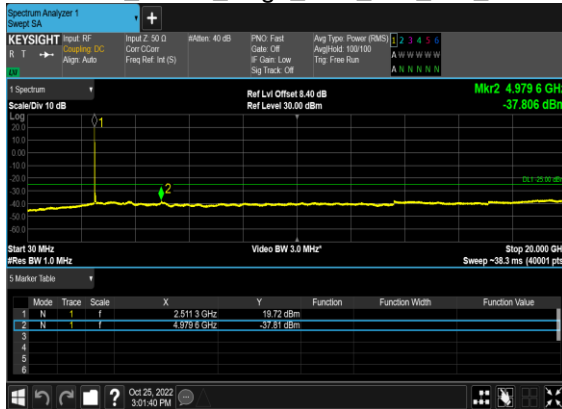 Spectrum Analyzer 1
Swept SA
+
KEYSIGHT Input: RF Input Z: 50 Ω #Atten: 40 dB PNO: Fast Avg Type: Power (RMS) 1 2 3 4 5 6
R T Coupling: DC Corr CCorr Gate: Off Avg|Hold: 100/100 A W W W W W
Align: Auto Freq Ref: Int (S) IF Gain: Low Trig: Free Run
Sig Track: Off A N N N N N
1 Spectrum Ref Lvl Offset 8.40 dB Mkr2 4.979 6 GHz
Scale/Div 10 dB Ref Level 30.00 dBm -37.806 dBm
Log
20.0
10.0
0.00
-10.0
-20.0
-30.0
-40.0
-50.0
-60.0
1
2
DL1 -25.00 dBm
Start 30 MHz Video BW 3.0 MHz* Stop 20.000 GHz
#Res BW 1.0 MHz Sweep ~38.3 ms (40001 pts)
5 Marker Table
Mode Trace Scale X Y Function Function Width Function Value
1 N 1 f 2.511 3 GHz 19.72 dBm
2 N 1 f 4.979 6 GHz -37.81 dBm
3
4
5
6
? Oct 25, 2022
3:01:40 PM